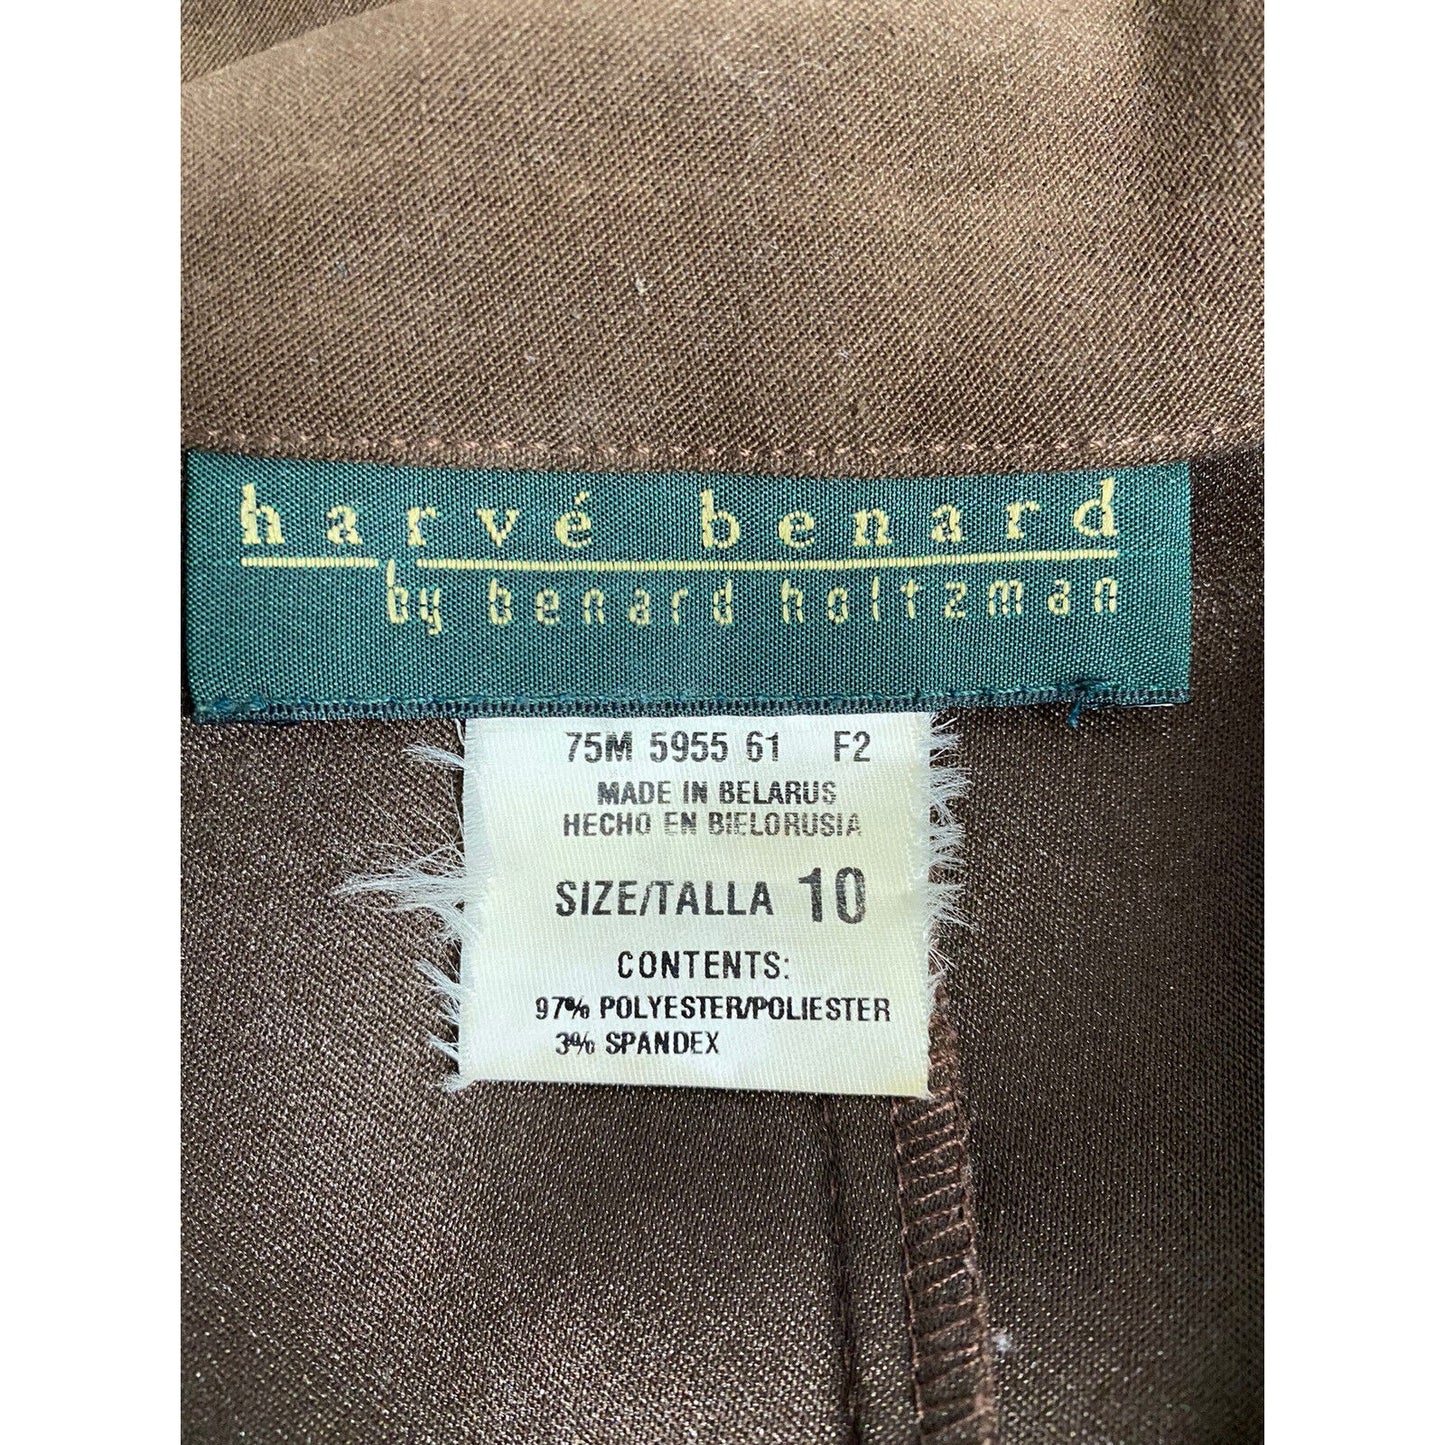 harvé benard
by benard holtzman
75M 5955 61 F2
MADE IN BELARUS
HECHO EN BIELORUSIA
SIZE/TALLA 10
CONTENTS:
97% POLYESTER/POLIESTER
3% SPANDEX